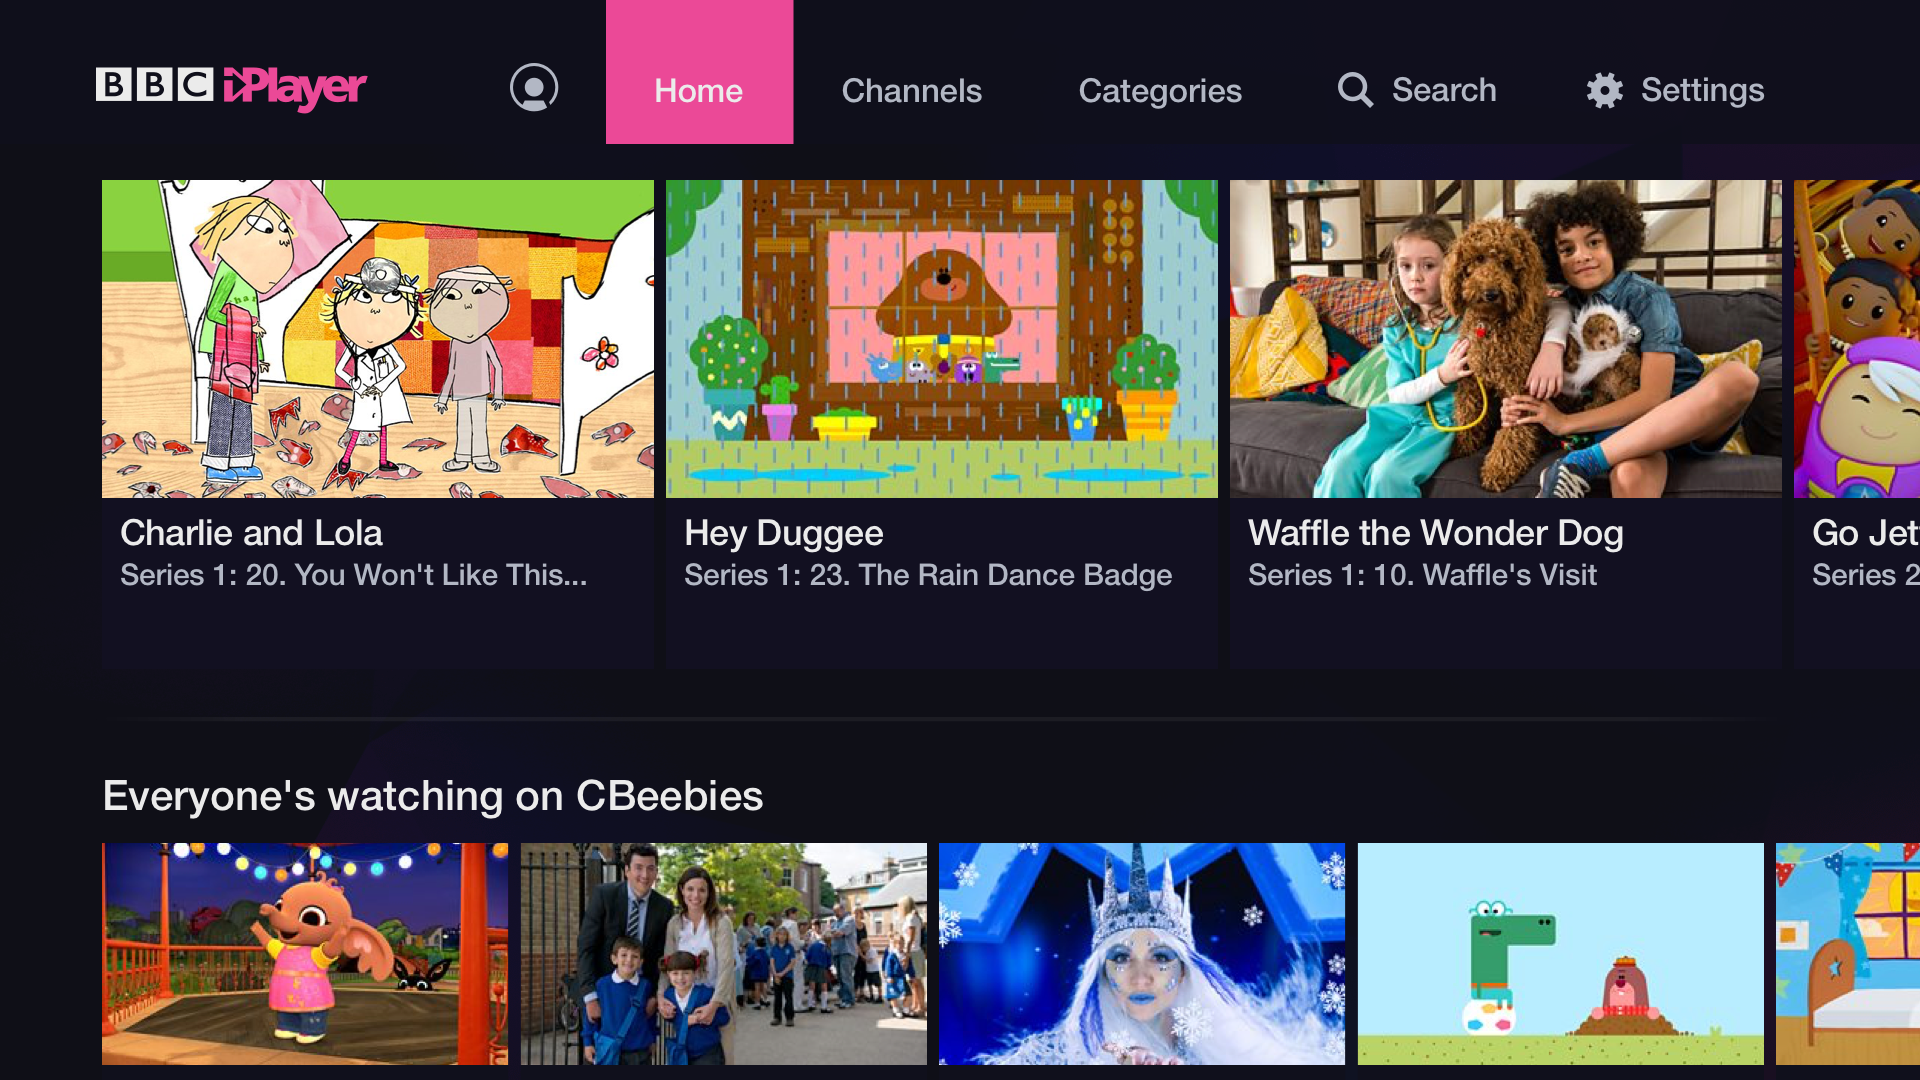 BBC iPlayer
Home
Channels
Categories
Search
Settings
Charlie and Lola
Series 1: 20. You Won't Like This...
Hey Duggee
Series 1: 23. The Rain Dance Badge
Waffle the Wonder Dog
Series 1: 10. Waffle's Visit
Go Jet
Series 2
Everyone's watching on CBeebies